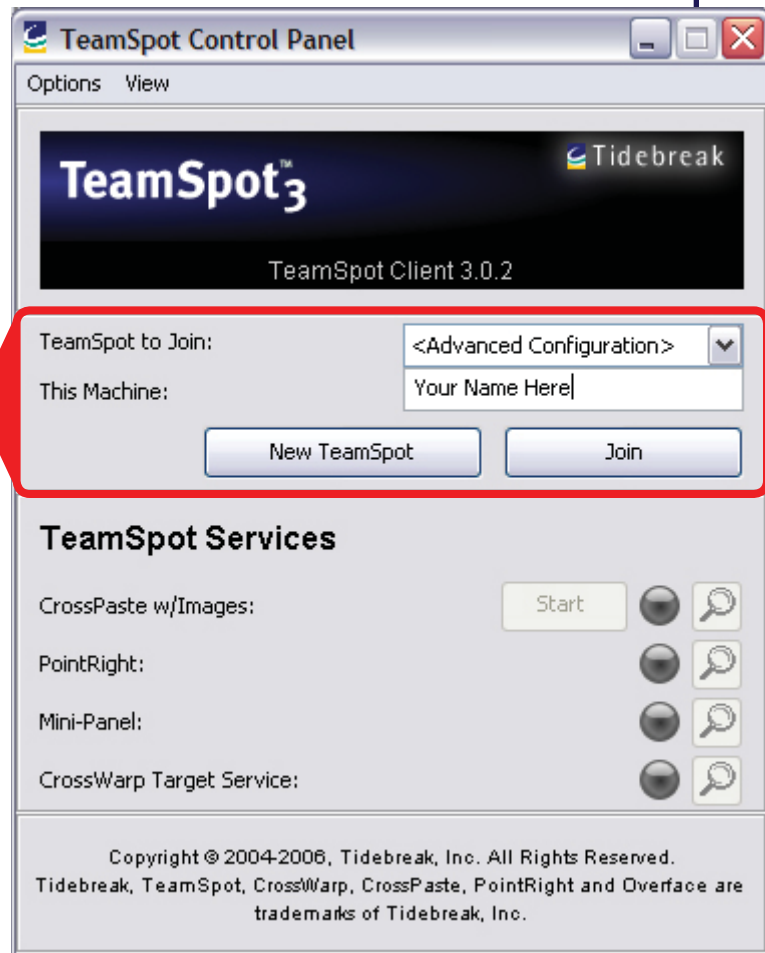 TeamSpot Control Panel
Options View
TeamSpot™3
Tidebreak
TeamSpot Client 3.0.2
TeamSpot to Join: <Advanced Configuration>
This Machine: Your Name Here
New TeamSpot Join
TeamSpot Services
CrossPaste w/Images: Start
PointRight:
Mini-Panel:
CrossWarp Target Service:
Copyright © 2004-2006, Tidebreak, Inc. All Rights Reserved.
Tidebreak, TeamSpot, CrossWarp, CrossPaste, PointRight and Overface are
trademarks of Tidebreak, Inc.